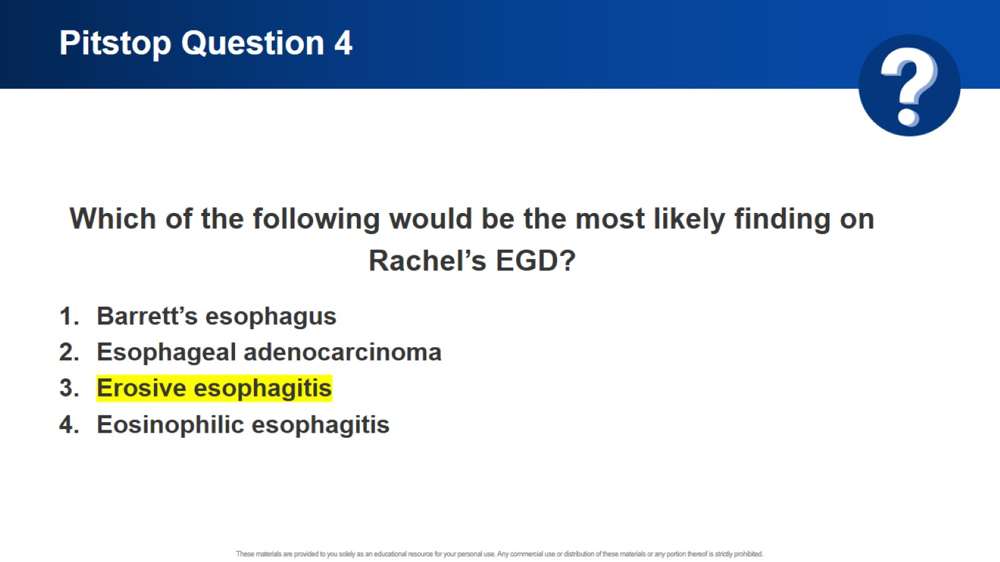 Pitstop Question 4
Which of the following would be the most likely finding on
Rachel’s EGD?
1. Barrett’s esophagus
2. Esophageal adenocarcinoma
3. Erosive esophagitis
4. Eosinophilic esophagitis
These materials are provided to you solely as an educational resource for your personal use. Any commercial use or distribution of these materials or any portion thereof is strictly prohibited.